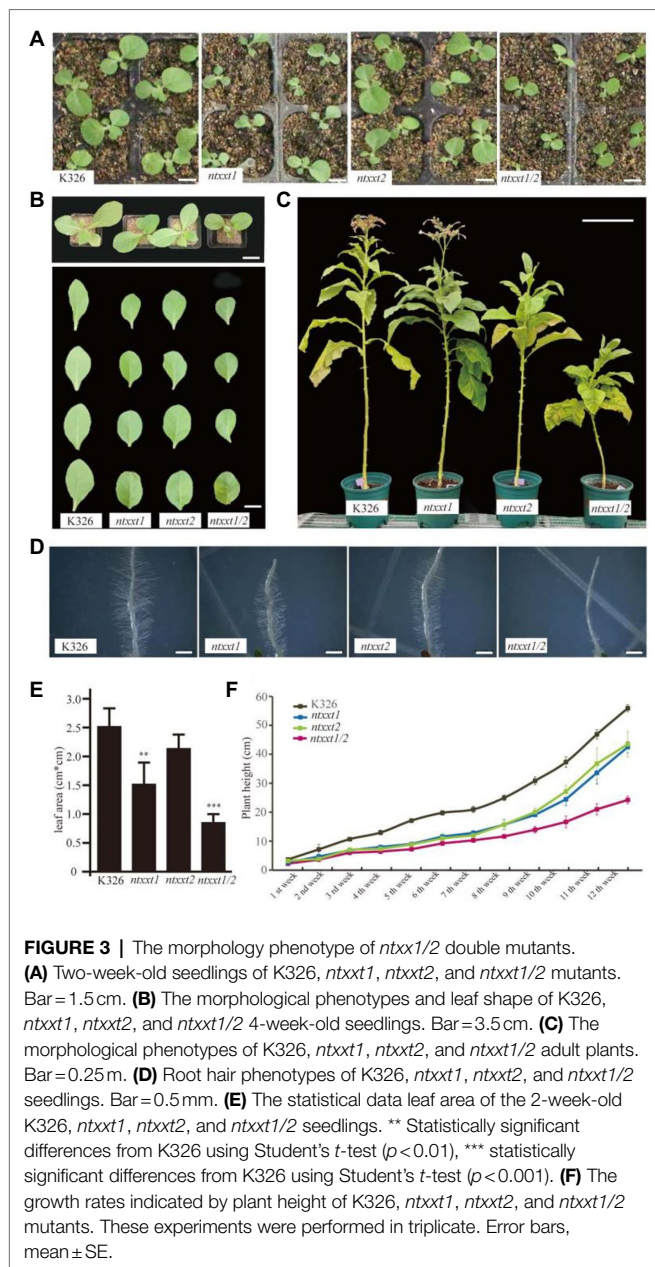 A
K326
ntxxt1
ntxxt2
ntxxt1/2
B
C
K326
ntxxt1
ntxxt2
ntxxt1/2
K326
ntxxt1
ntxxt2
ntxxt1/2
D
K326
ntxxt1
ntxxt2
ntxxt1/2
E
leaf area (cm*cm)
3.0
2.5
2.0
1.5
1.0
0.5
0
**
***
K326
ntxxt1
ntxxt2
ntxxt1/2
F
Plant height (cm)
60
50
40
30
20
10
0
K326
ntxxt1
ntxxt2
ntxxt1/2
1 st week
2 nd week
3 rd week
4 th week
5 th week
6 th week
7 th week
8 th week
9 th week
10 th week
11 th week
12 th week
FIGURE 3 | The morphology phenotype of ntxx1/2 double mutants.
(A) Two-week-old seedlings of K326, ntxxt1, ntxxt2, and ntxxt1/2 mutants.
Bar = 1.5 cm. (B) The morphological phenotypes and leaf shape of K326,
ntxxt1, ntxxt2, and ntxxt1/2 4-week-old seedlings. Bar = 3.5 cm. (C) The
morphological phenotypes of K326, ntxxt1, ntxxt2, and ntxxt1/2 adult plants.
Bar = 0.25 m. (D) Root hair phenotypes of K326, ntxxt1, ntxxt2, and ntxxt1/2
seedlings. Bar = 0.5 mm. (E) The statistical data leaf area of the 2-week-old
K326, ntxxt1, ntxxt2, and ntxxt1/2 seedlings. ** Statistically significant
differences from K326 using Student's t-test (p < 0.01), *** statistically
significant differences from K326 using Student's t-test (p < 0.001). (F) The
growth rates indicated by plant height of K326, ntxxt1, ntxxt2, and ntxxt1/2
mutants. These experiments were performed in triplicate. Error bars,
mean ± SE.